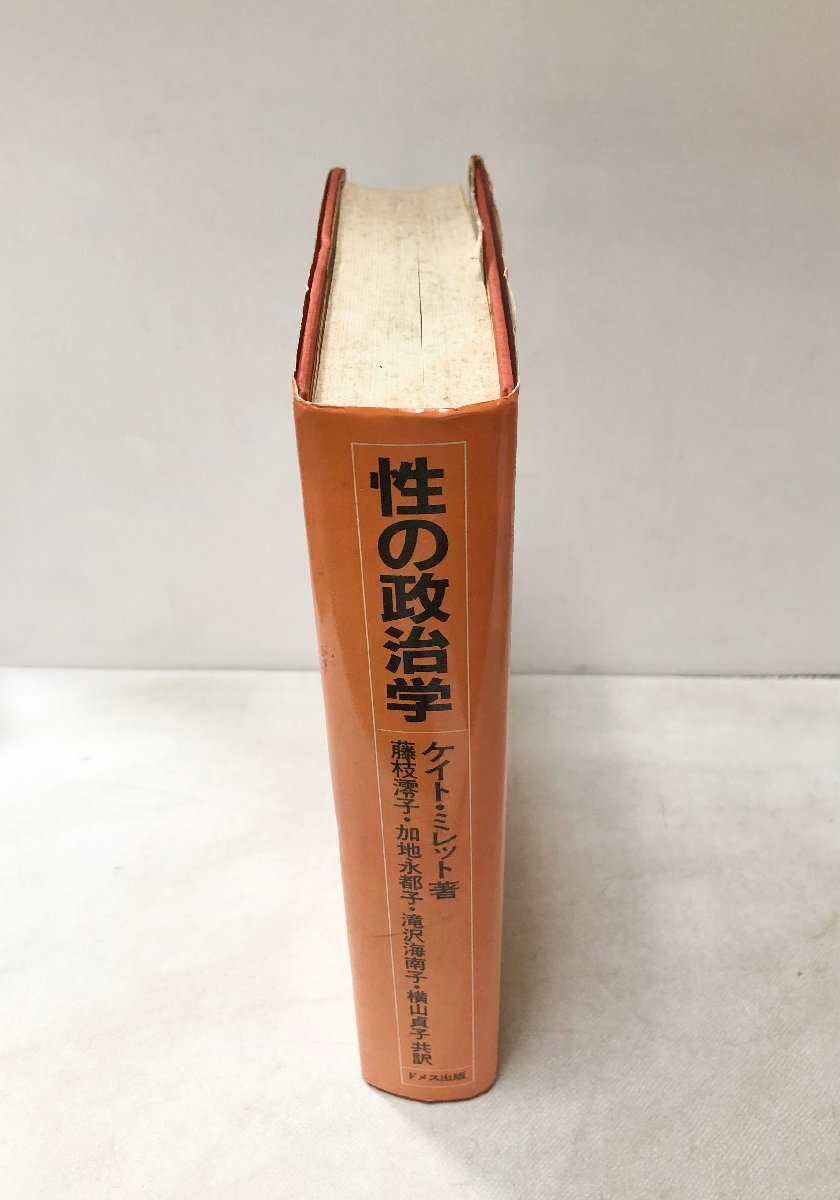 性の政治学
ケイト・ミレット著
藤枝澪子・加地永都子・滝沢海南子・横山貞子 共訳
ドメス出版